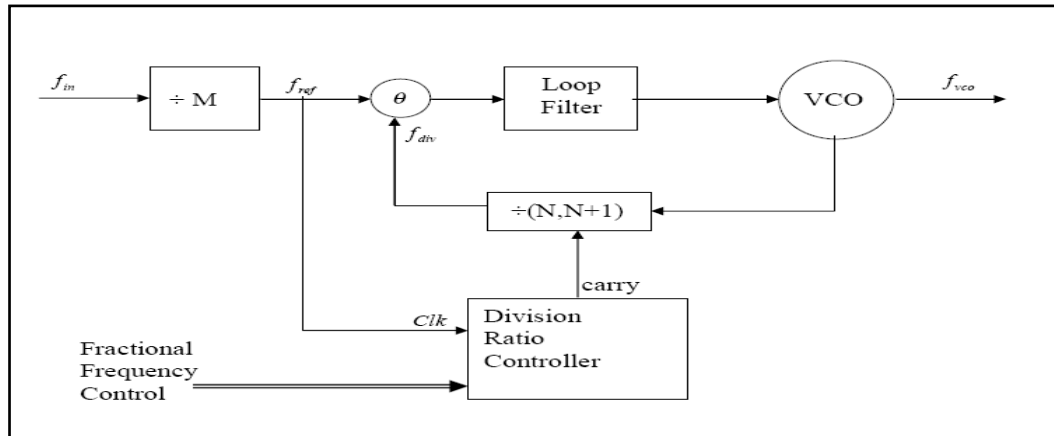 f_in
÷ M
f_ref
θ
Loop
Filter
VCO
f_vco
f_div
÷(N,N+1)
carry
Clk
Division
Ratio
Controller
Fractional
Frequency
Control